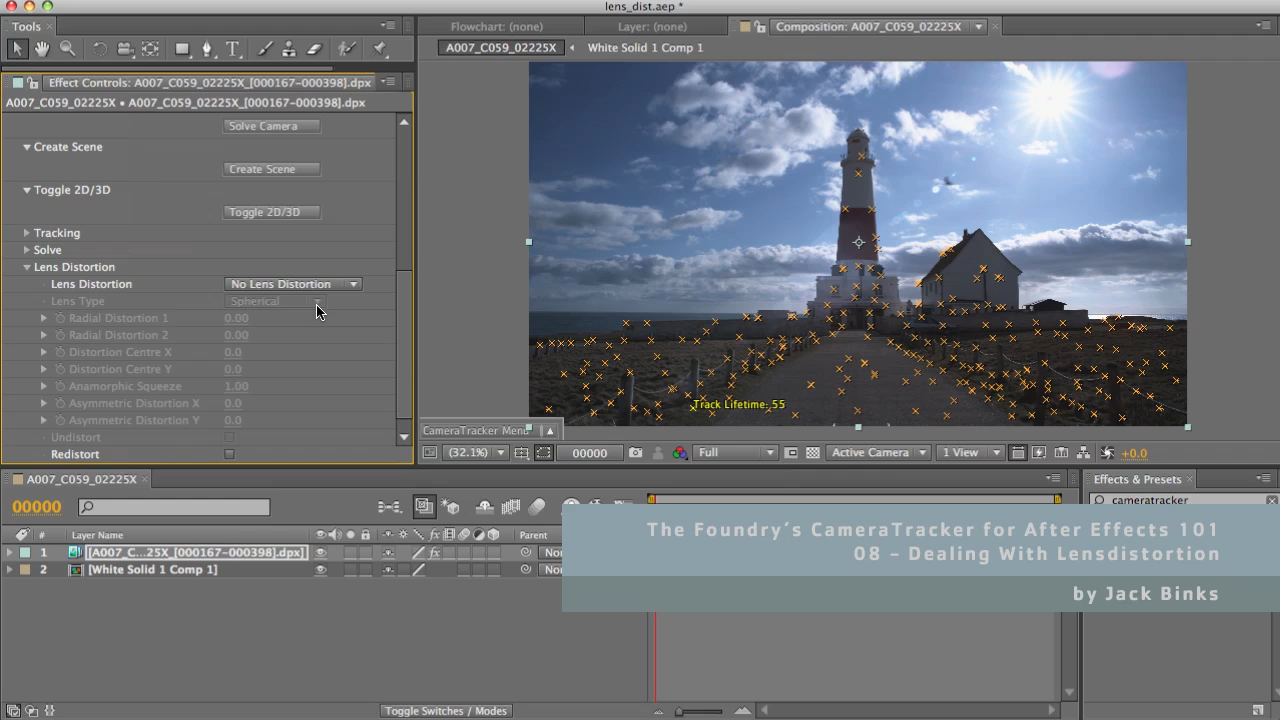 lens_dist.aep *
Tools
Flowchart: (none)
Layer: (none)
Composition: A007_C059_02225X
A007_C059_02225X
White Solid 1 Comp 1
Effect Controls: A007_C059_02225X_[000167-000398].dpx
A007_C059_02225X • A007_C059_02225X_[000167-000398].dpx
Solve Camera
Create Scene
Create Scene
Toggle 2D/3D
Toggle 2D/3D
Tracking
Solve
Lens Distortion
Lens Distortion No Lens Distortion
Lens Type Spherical
Radial Distortion 1 0.00
Radial Distortion 2 0.00
Distortion Centre X 0.0
Distortion Centre Y 0.0
Anamorphic Squeeze 1.00
Asymmetric Distortion X 0.0
Asymmetric Distortion Y 0.0
Undistort
Redistort
Track Lifetime: 55
CameraTracker Menu
(32.1%) 00000 Full Active Camera 1 View +0.0
A007_C059_02225X
Effects & Presets
00000
cameratracker
# Layer Name Parent
1 [A007_C...25X_[000167-000398].dpx]
2 [White Solid 1 Comp 1]
The Foundry's CameraTracker for After Effects 101
08 - Dealing With Lensdistortion
by Jack Binks
Toggle Switches / Modes